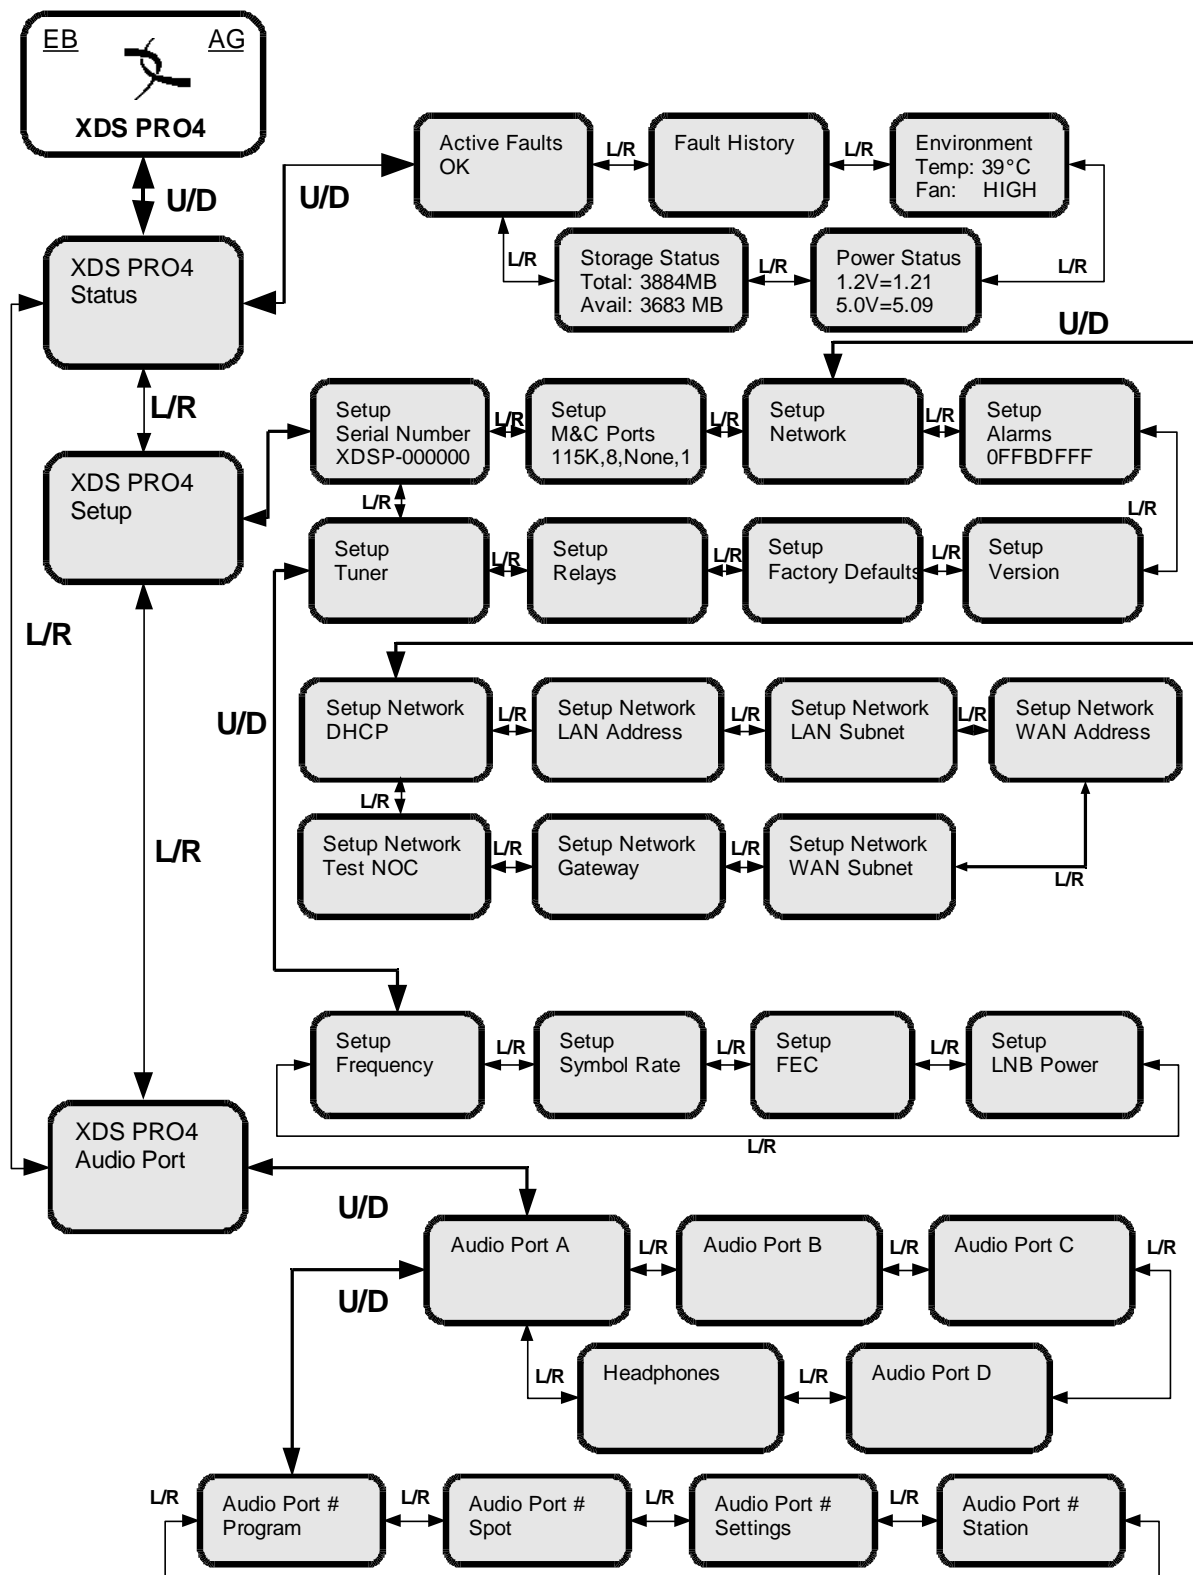 EB AG
XDS PRO4
U/D
XDS PRO4
Status
U/D
Active Faults
OK
L/R
Fault History
L/R
Environment
Temp: 39°C
Fan: HIGH
L/R
Storage Status
Total: 3884MB
Avail: 3683 MB
L/R
Power Status
1.2V=1.21
5.0V=5.09
L/R
U/D
L/R
XDS PRO4
Setup
Setup
Serial Number
XDSP-000000
L/R
Setup
M&C Ports
115K,8,None,1
L/R
Setup
Network
L/R
Setup
Alarms
0FFBDFFF
L/R
L/R
Setup
Tuner
L/R
Setup
Relays
L/R
Setup
Factory Defaults
L/R
Setup
Version
L/R
U/D
Setup Network
DHCP
L/R
Setup Network
LAN Address
L/R
Setup Network
LAN Subnet
L/R
Setup Network
WAN Address
L/R
L/R
Setup Network
Test NOC
L/R
Setup Network
Gateway
L/R
Setup Network
WAN Subnet
L/R
Setup
Frequency
L/R
Setup
Symbol Rate
L/R
Setup
FEC
L/R
Setup
LNB Power
L/R
XDS PRO4
Audio Port
U/D
Audio Port A
L/R
Audio Port B
L/R
Audio Port C
L/R
U/D
L/R
Headphones
L/R
Audio Port D
L/R
Audio Port #
Program
L/R
Audio Port #
Spot
L/R
Audio Port #
Settings
L/R
Audio Port #
Station